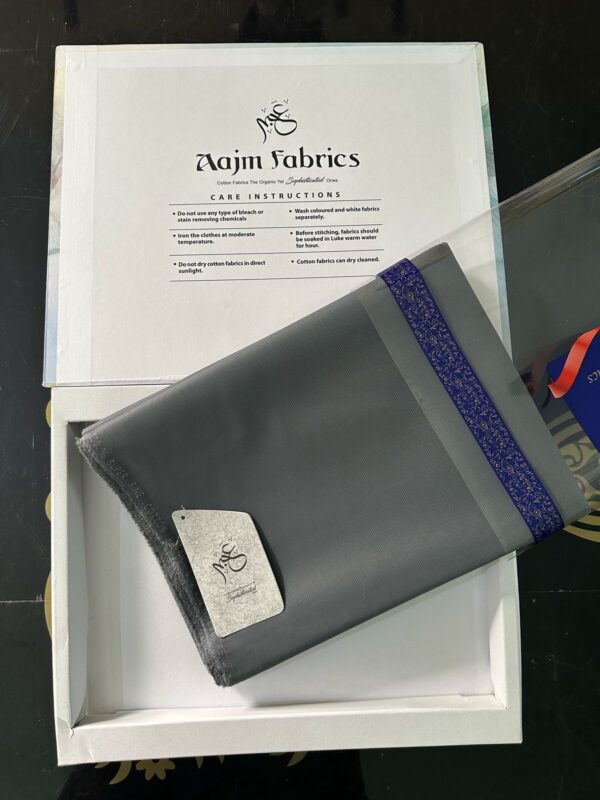 Aajm Fabrics
Cotton Fabrics The Organic Yet Sophisticated Ones
CARE INSTRUCTIONS
• Do not use any type of bleach or
stain removing chemicals
• Wash coloured and white fabrics
separately.
• Iron the clothes at moderate
temperature.
• Before stitching, fabrics should
be soaked in Luke warm water
for hour.
• Do not dry cotton fabrics in direct
sunlight.
• Cotton fabrics can dry cleaned.
SUPER FINE
Sophisticated